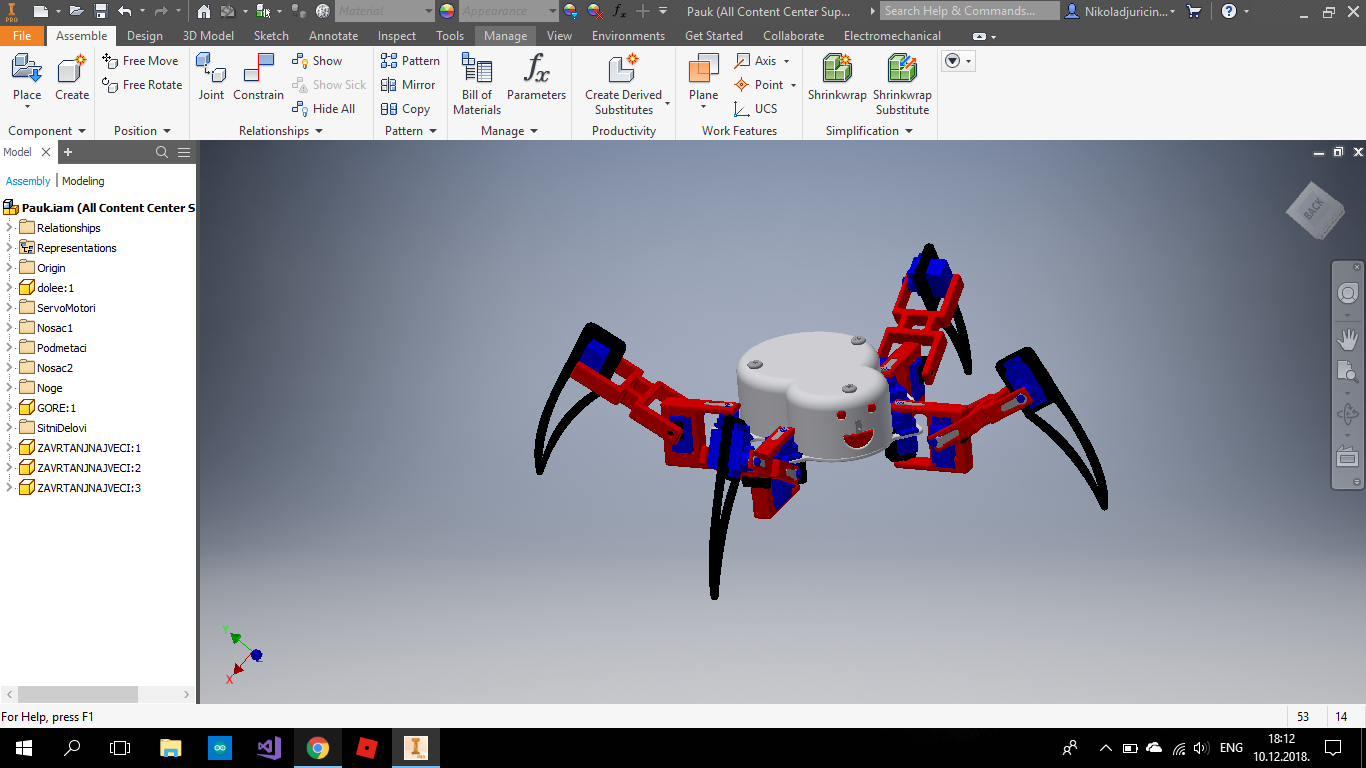 PRO Material Appearance Pauk (All Content Center Sup... Search Help & Commands... Nikoladjuricin...
File Assemble Design 3D Model Sketch Annotate Inspect Tools Manage View Environments Get Started Collaborate Electromechanical
Place
Create
Free Move
Free Rotate
Joint
Constrain
Show
Show Sick
Hide All
Pattern
Mirror
Copy
Bill of
Materials
fx
Parameters
Create Derived
Substitutes
Plane
Axis
Point
UCS
Shrinkwrap
Shrinkwrap
Substitute
Component Position Relationships Pattern Manage Productivity Work Features Simplification
Model
Assembly Modeling
Pauk.iam (All Content Center S
Relationships
Representations
Origin
dolee:1
ServoMotori
Nosac1
Podmetaci
Nosac2
Noge
GORE:1
SitniDelovi
ZAVRTANJNAJVECI:1
ZAVRTANJNAJVECI:2
ZAVRTANJNAJVECI:3
BACK
Y
Z
X
For Help, press F1 53 14
PRO
ENG
18:12
10.12.2018.